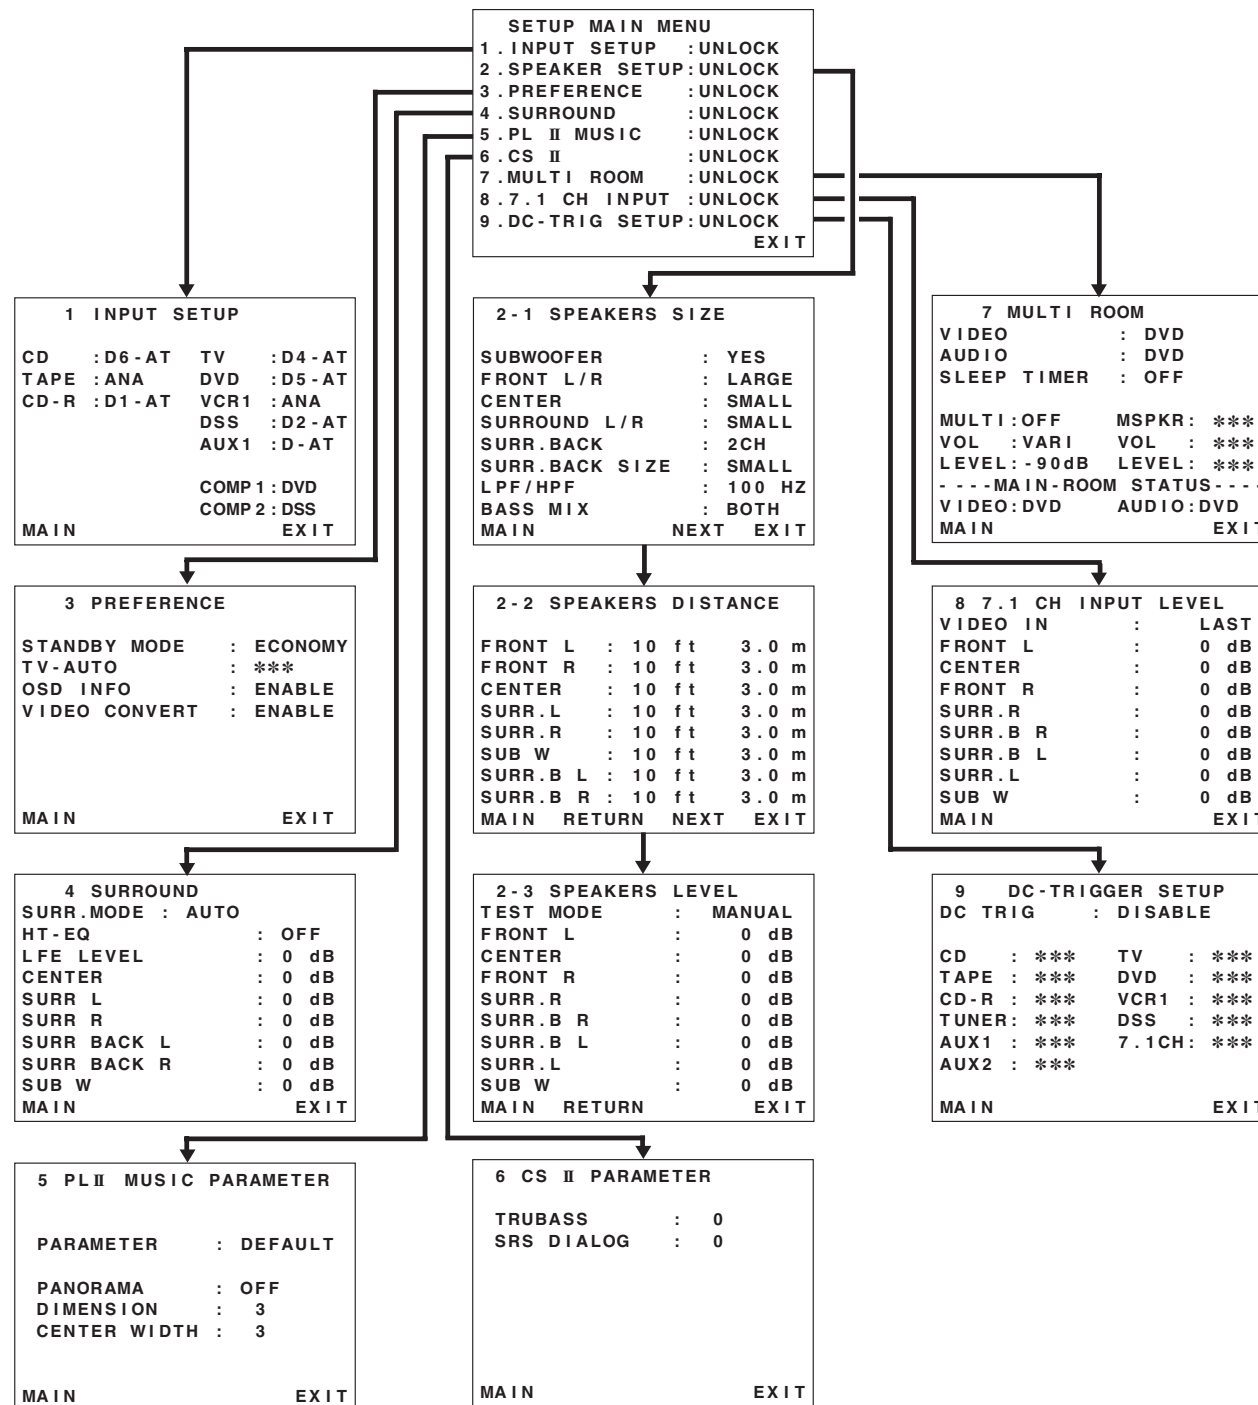 SETUP MAIN MENU
1.INPUT SETUP :UNLOCK
2.SPEAKER SETUP:UNLOCK
3.PREFERENCE :UNLOCK
4.SURROUND :UNLOCK
5.PL II MUSIC :UNLOCK
6.CS II :UNLOCK
7.MULTI ROOM :UNLOCK
8.7.1 CH INPUT :UNLOCK
9.DC-TRIG SETUP:UNLOCK
EXIT
1 INPUT SETUP
CD :D6-AT TV :D4-AT
TAPE :ANA DVD :D5-AT
CD-R :D1-AT VCR1 :ANA
DSS :D2-AT
AUX1 :D-AT
COMP1:DVD
COMP2:DSS
MAIN EXIT
2-1 SPEAKERS SIZE
SUBWOOFER : YES
FRONT L/R : LARGE
CENTER : SMALL
SURROUND L/R : SMALL
SURR.BACK : 2CH
SURR.BACK SIZE : SMALL
LPF/HPF : 100 HZ
BASS MIX : BOTH
MAIN NEXT EXIT
7 MULTI ROOM
VIDEO : DVD
AUDIO : DVD
SLEEP TIMER : OFF
MULTI:OFF MSPKR: ***
VOL :VARI VOL : ***
LEVEL:-90dB LEVEL: ***
----MAIN-ROOM STATUS----
VIDEO:DVD AUDIO:DVD
MAIN EXIT
3 PREFERENCE
STANDBY MODE : ECONOMY
TV-AUTO : ***
OSD INFO : ENABLE
VIDEO CONVERT : ENABLE
MAIN EXIT
2-2 SPEAKERS DISTANCE
FRONT L : 10 ft 3.0 m
FRONT R : 10 ft 3.0 m
CENTER : 10 ft 3.0 m
SURR.L : 10 ft 3.0 m
SURR.R : 10 ft 3.0 m
SUB W : 10 ft 3.0 m
SURR.B L : 10 ft 3.0 m
SURR.B R : 10 ft 3.0 m
MAIN RETURN NEXT EXIT
8 7.1 CH INPUT LEVEL
VIDEO IN : LAST
FRONT L : 0 dB
CENTER : 0 dB
FRONT R : 0 dB
SURR.R : 0 dB
SURR.B R : 0 dB
SURR.B L : 0 dB
SURR.L : 0 dB
SUB W : 0 dB
MAIN EXIT
4 SURROUND
SURR.MODE : AUTO
HT-EQ : OFF
LFE LEVEL : 0 dB
CENTER : 0 dB
SURR L : 0 dB
SURR R : 0 dB
SURR BACK L : 0 dB
SURR BACK R : 0 dB
SUB W : 0 dB
MAIN EXIT
2-3 SPEAKERS LEVEL
TEST MODE : MANUAL
FRONT L : 0 dB
CENTER : 0 dB
FRONT R : 0 dB
SURR.R : 0 dB
SURR.B R : 0 dB
SURR.B L : 0 dB
SURR.L : 0 dB
SUB W : 0 dB
MAIN RETURN EXIT
9 DC-TRIGGER SETUP
DC TRIG : DISABLE
CD : *** TV : ***
TAPE : *** DVD : ***
CD-R : *** VCR1 : ***
TUNER: *** DSS : ***
AUX1 : *** 7.1CH: ***
AUX2 : ***
MAIN EXIT
5 PLII MUSIC PARAMETER
PARAMETER : DEFAULT
PANORAMA : OFF
DIMENSION : 3
CENTER WIDTH : 3
MAIN EXIT
6 CS II PARAMETER
TRUBASS : 0
SRS DIALOG : 0
MAIN EXIT